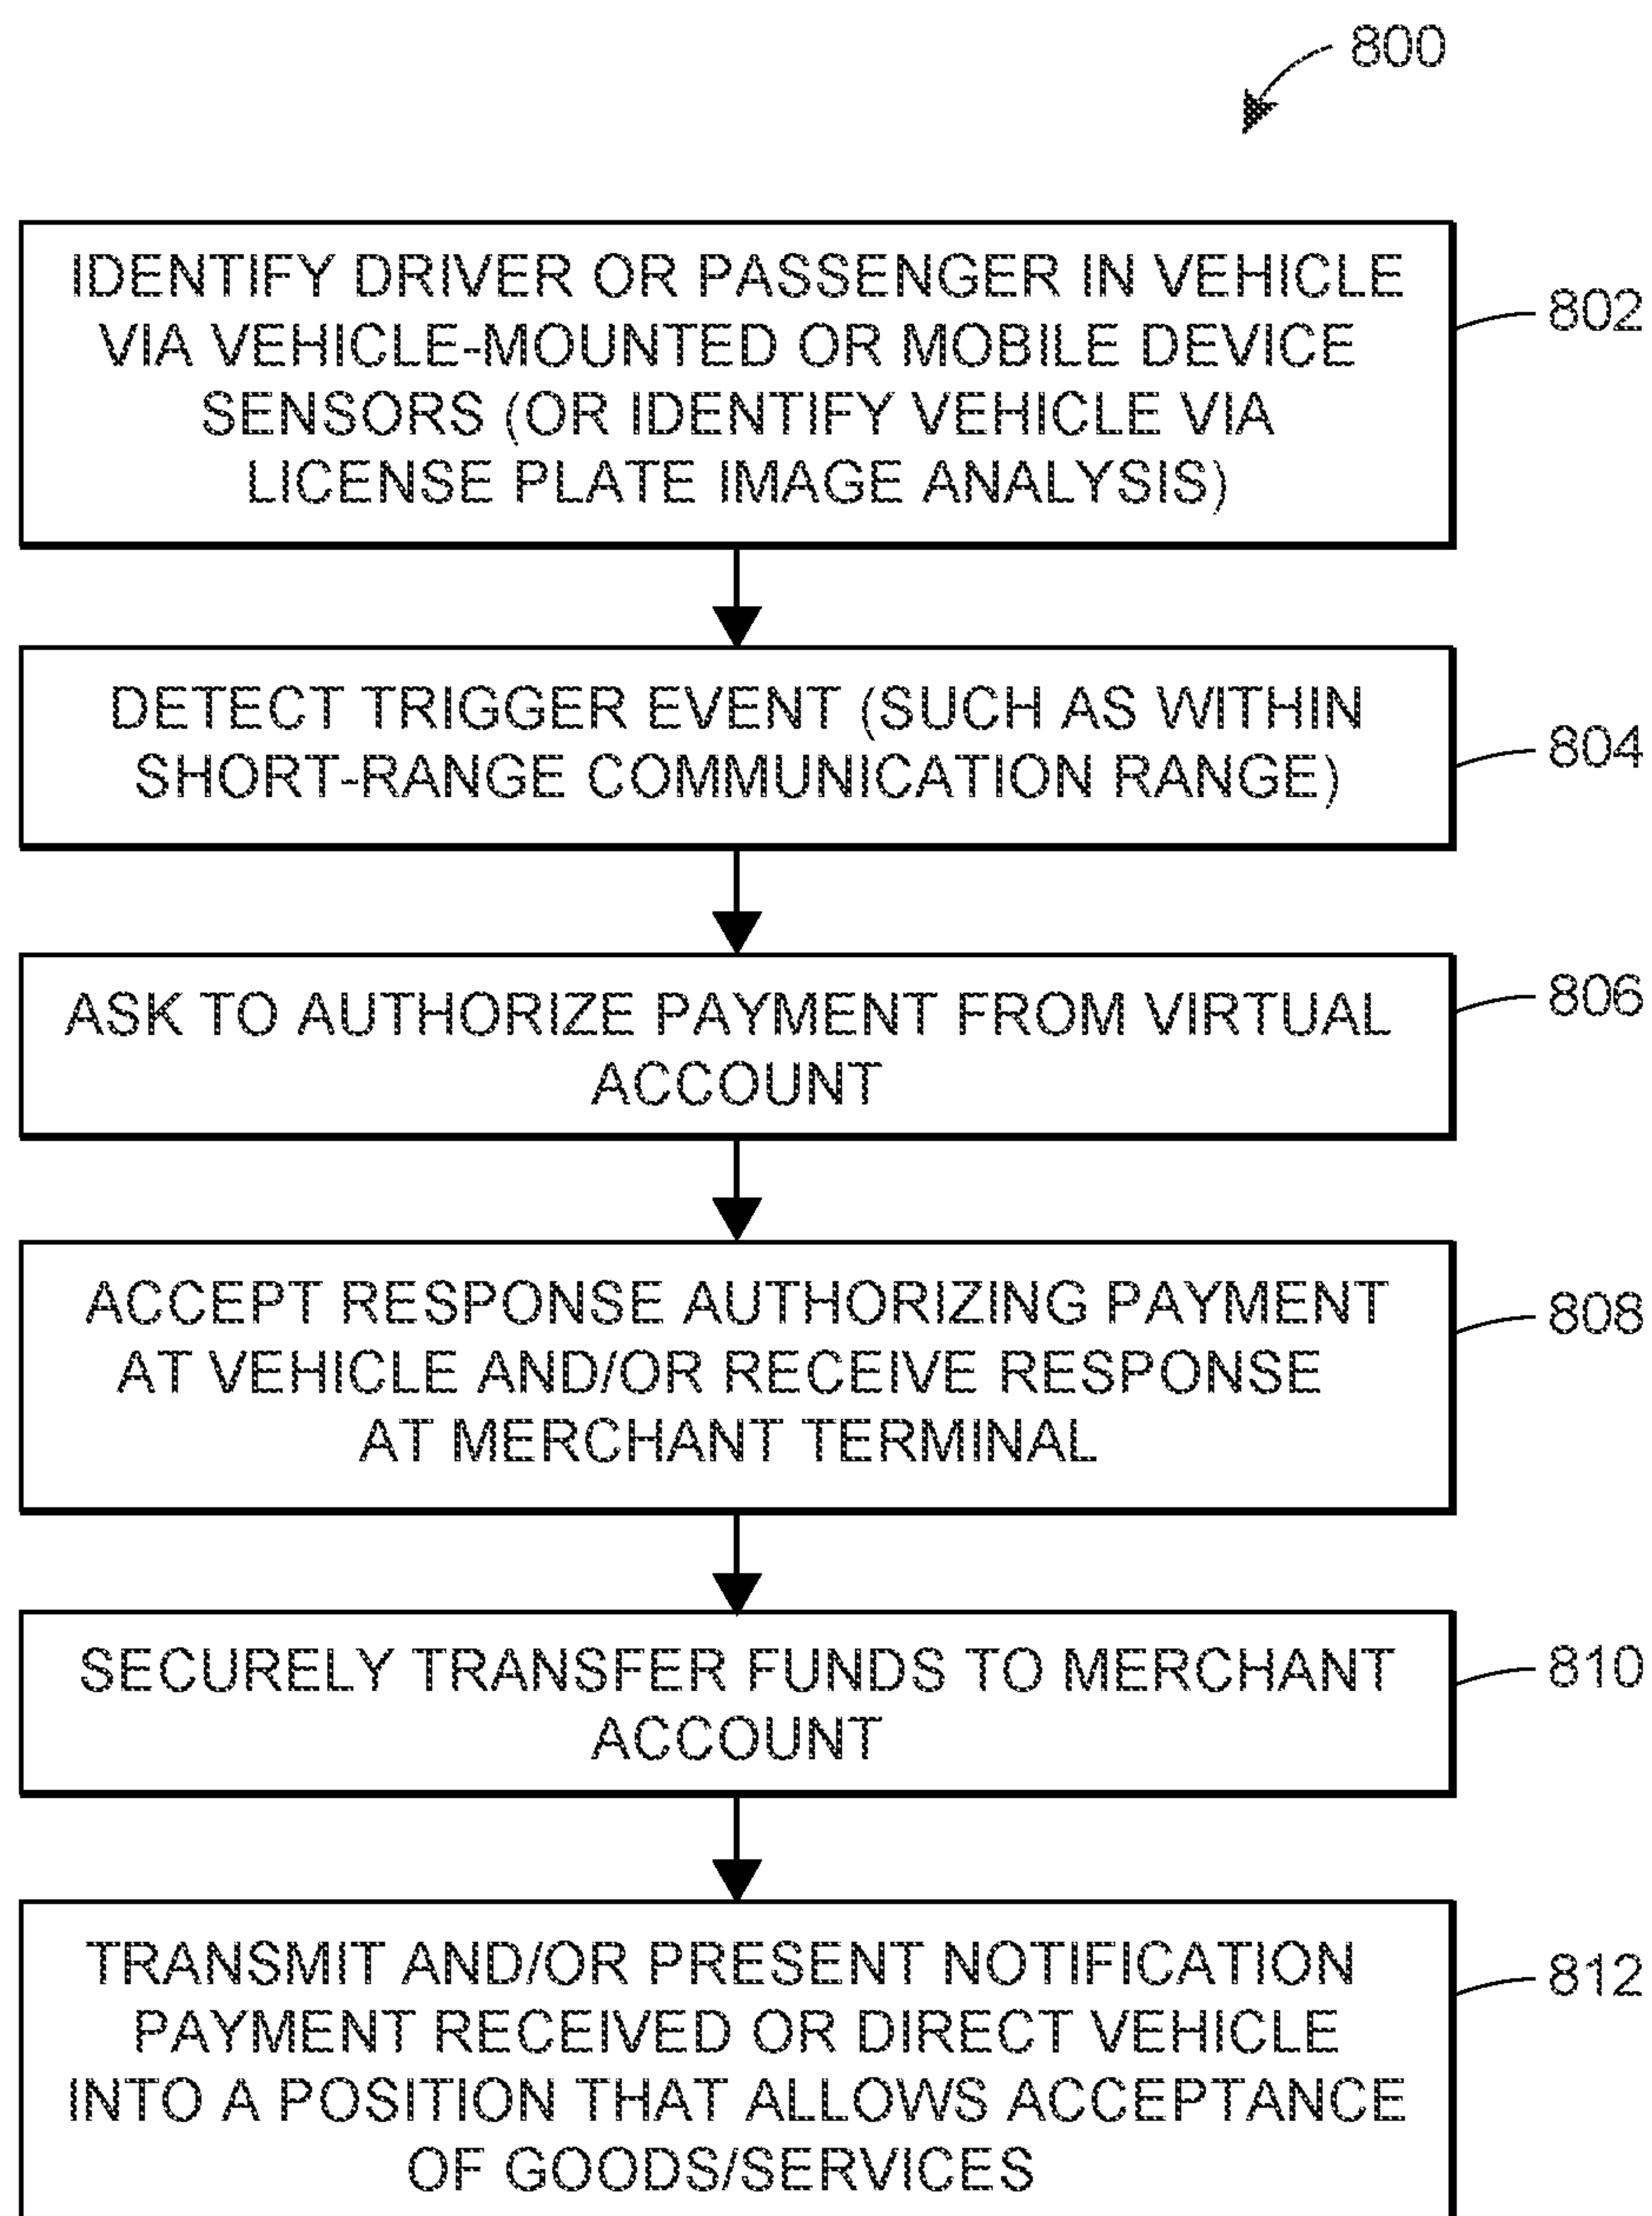 800
IDENTIFY DRIVER OR PASSENGER IN VEHICLE
VIA VEHICLE-MOUNTED OR MOBILE DEVICE
SENSORS (OR IDENTIFY VEHICLE VIA
LICENSE PLATE IMAGE ANALYSIS)
802
DETECT TRIGGER EVENT (SUCH AS WITHIN
SHORT-RANGE COMMUNICATION RANGE)
804
ASK TO AUTHORIZE PAYMENT FROM VIRTUAL
ACCOUNT
806
ACCEPT RESPONSE AUTHORIZING PAYMENT
AT VEHICLE AND/OR RECEIVE RESPONSE
AT MERCHANT TERMINAL
808
SECURELY TRANSFER FUNDS TO MERCHANT
ACCOUNT
810
TRANSMIT AND/OR PRESENT NOTIFICATION
PAYMENT RECEIVED OR DIRECT VEHICLE
INTO A POSITION THAT ALLOWS ACCEPTANCE
OF GOODS/SERVICES
812